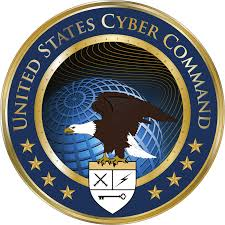 UNITED STATES CYBER COMMAND